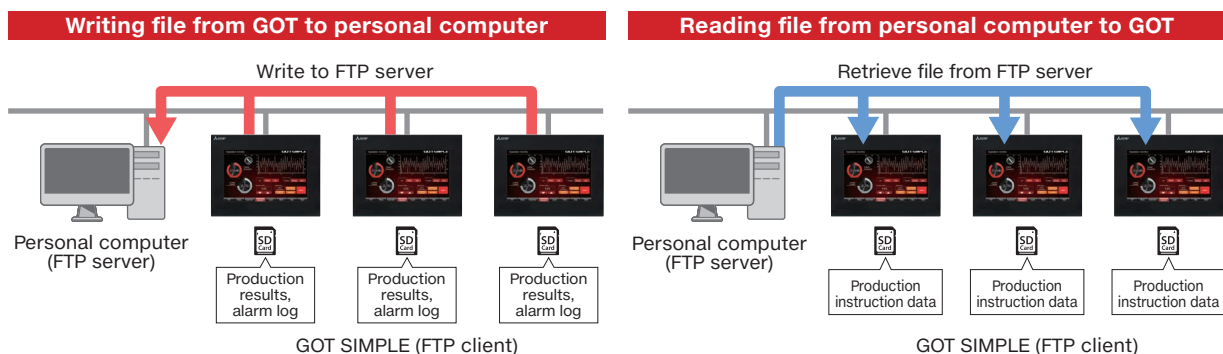 Writing file from GOT to personal computer
Write to FTP server
Personal computer
(FTP server)
SD
Card
SD
Card
SD
Card
Production
results,
alarm log
Production
results,
alarm log
Production
results,
alarm log
GOT SIMPLE (FTP client)
Reading file from personal computer to GOT
Retrieve file from FTP server
Personal computer
(FTP server)
SD
Card
SD
Card
SD
Card
Production
instruction data
Production
instruction data
Production
instruction data
GOT SIMPLE (FTP client)